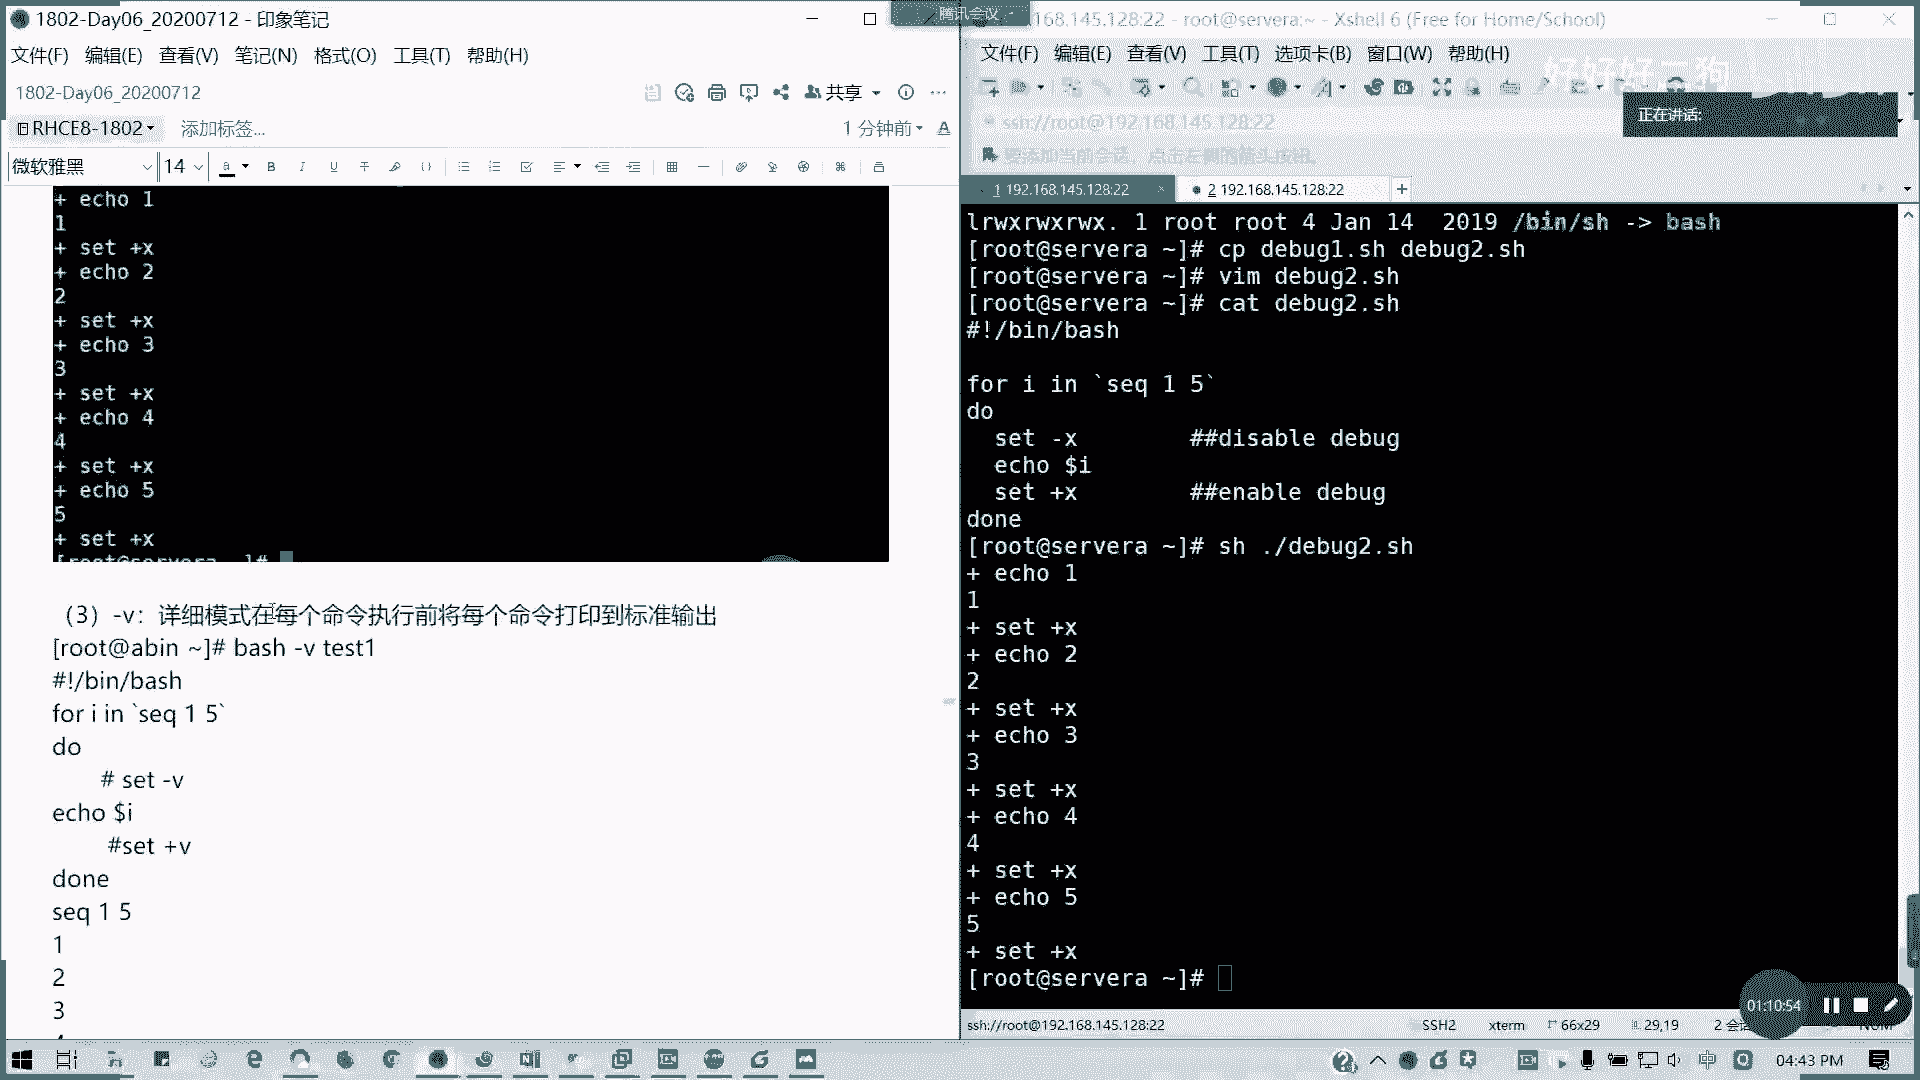 1802-Day06_20200712 - 印象笔记
文件(F) 编辑(E) 查看(V) 笔记(N) 格式(O) 工具(T) 帮助(H)
1802-Day06_20200712
共享
RHCE8-1802
添加标签...
1 分钟前
微软雅黑
14
+ echo 1
1
+ set +x
+ echo 2
2
+ set +x
+ echo 3
3
+ set +x
+ echo 4
4
+ set +x
+ echo 5
5
+ set +x
[root@servera ~]#
（3）-v：详细模式在每个命令执行前将每个命令打印到标准输出
[root@abin ~]# bash -v test1
#!/bin/bash
for i in `seq 1 5`
do
# set -v
echo $i
#set +v
done
seq 1 5
1
2
3
腾讯会议
168.145.128:22 - root@servera:~ - Xshell 6 (Free for Home/School)
文件(F) 编辑(E) 查看(V) 工具(T) 选项卡(B) 窗口(W) 帮助(H)
好好好二狗
正在讲话:
ssh://root@192.168.145.128:22
要添加当前会话，点击左侧的箭头按钮。
1 192.168.145.128:22
2 192.168.145.128:22
lrwxrwxrwx. 1 root root 4 Jan 14  2019 /bin/sh -> bash
[root@servera ~]# cp debug1.sh debug2.sh
[root@servera ~]# vim debug2.sh
[root@servera ~]# cat debug2.sh
#!/bin/bash
for i in `seq 1 5`
do
set -x        ##disable debug
echo $i
set +x        ##enable debug
done
[root@servera ~]# sh ./debug2.sh
+ echo 1
1
+ set +x
+ echo 2
2
+ set +x
+ echo 3
3
+ set +x
+ echo 4
4
+ set +x
+ echo 5
5
+ set +x
[root@servera ~]#
01:10:54
ssh://root@192.168.145.128:22
SSH2
xterm
66x29
29,19
2 会
NUM
中
04:43 PM